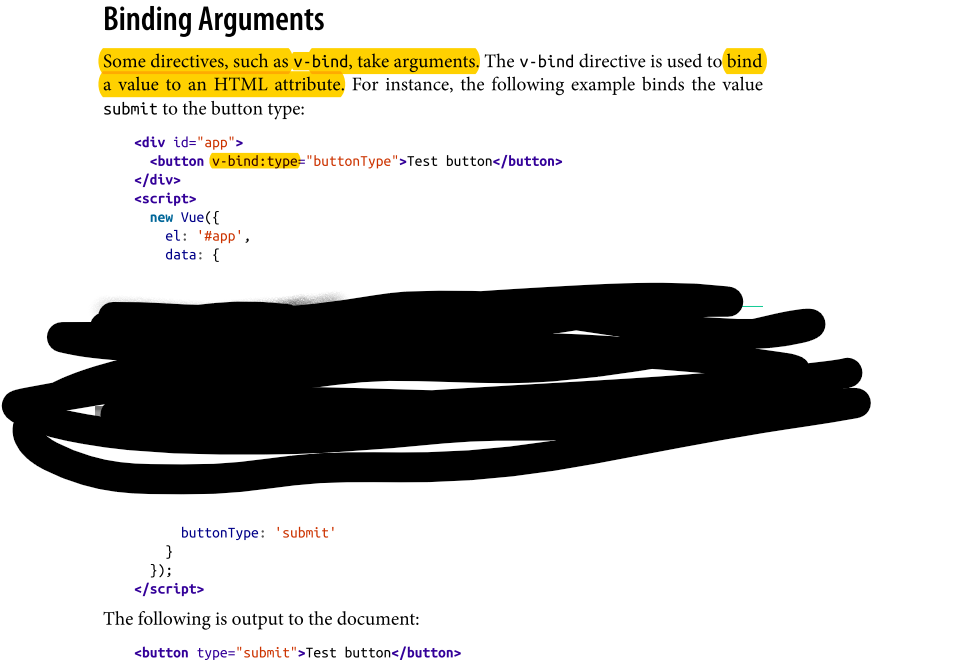 Binding Arguments
Some directives, such as v-bind, take arguments. The v-bind directive is used to bind
a value to an HTML attribute. For instance, the following example binds the value
submit to the button type:
<div id="app">
<button v-bind:type="buttonType">Test button</button>
</div>
<script>
new Vue({
el: '#app',
data: {
buttonType: 'submit'
}
});
</script>
The following is output to the document:
<button type="submit">Test button</button>